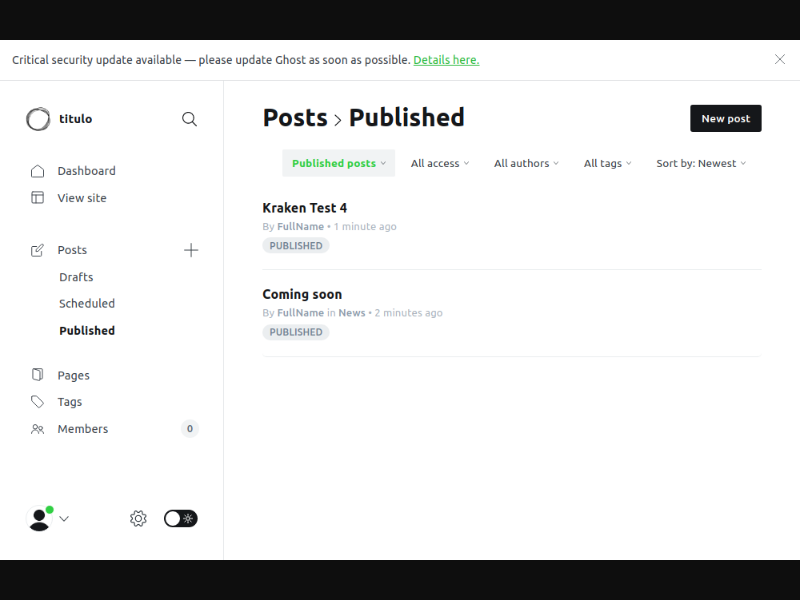 Critical security update available — please update Ghost as soon as possible. Details here.
titulo
Dashboard
View site
Posts
Drafts
Scheduled
Published
Pages
Tags
Members
0
Posts > Published
New post
Published posts
All access
All authors
All tags
Sort by: Newest
Kraken Test 4
By FullName • 1 minute ago
PUBLISHED
Coming soon
By FullName in News • 2 minutes ago
PUBLISHED